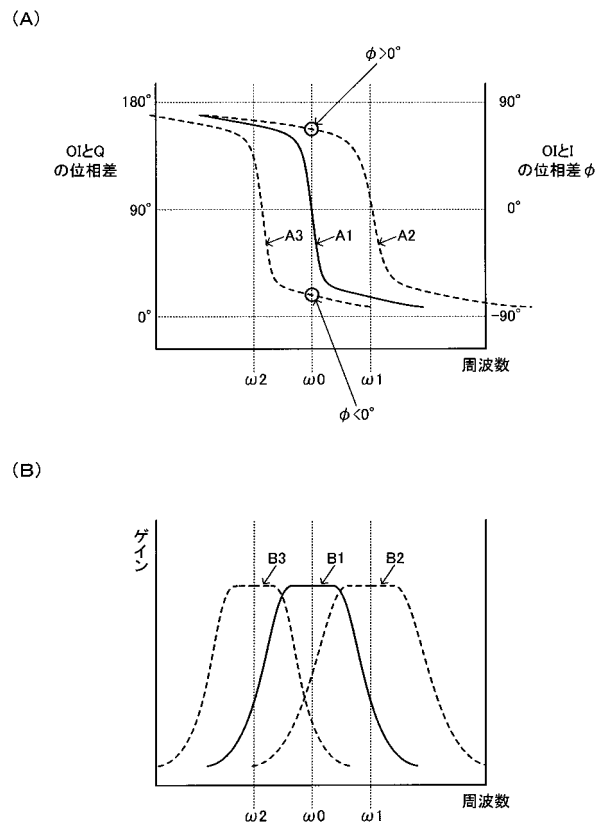 (A)
φ>0°
180°
90°
OIとQ
の位相差
OIとI
の位相差φ
90°
0°
A3
A1
A2
0°
-90°
周波数
ω2
ω0
ω1
φ<0°
(B)
ゲイン
B3
B1
B2
周波数
ω2
ω0
ω1